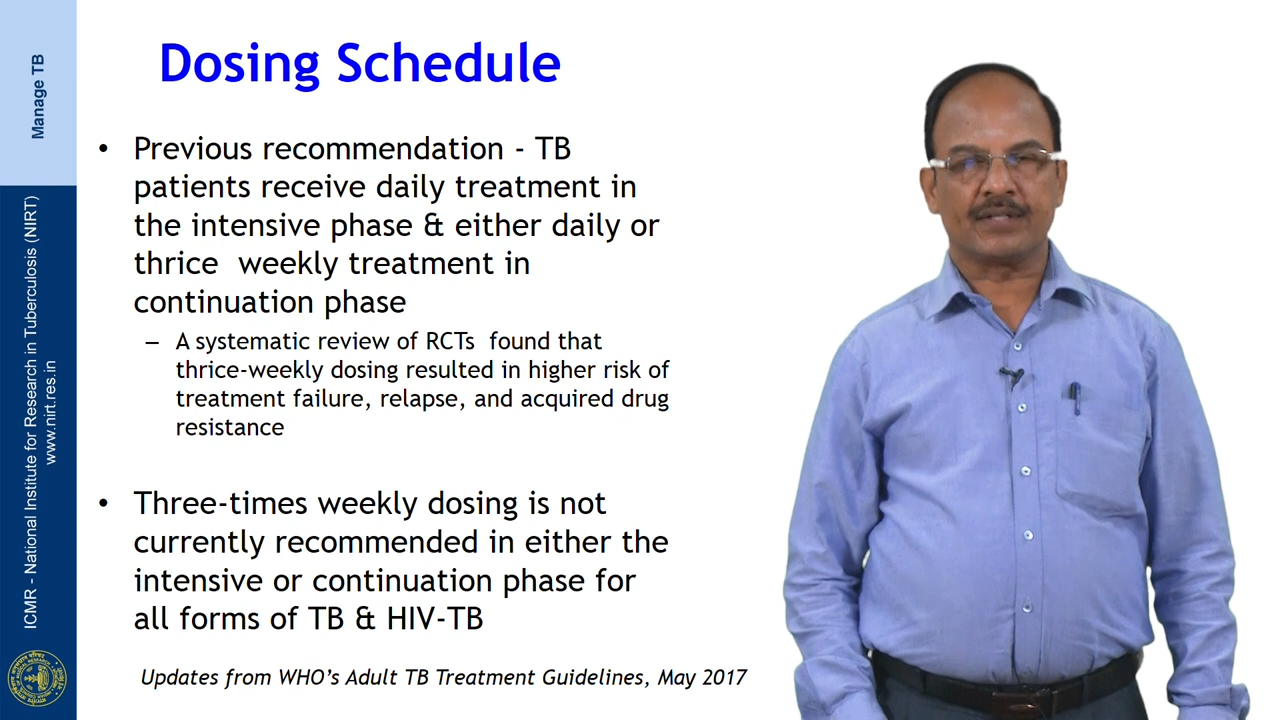 Manage TB
ICMR - National Institute for Research in Tuberculosis (NIRT)
www.nirt.res.in
Dosing Schedule
• Previous recommendation - TB
patients receive daily treatment in
the intensive phase & either daily or
thrice weekly treatment in
continuation phase
– A systematic review of RCTs found that
thrice-weekly dosing resulted in higher risk of
treatment failure, relapse, and acquired drug
resistance
• Three-times weekly dosing is not
currently recommended in either the
intensive or continuation phase for
all forms of TB & HIV-TB
Updates from WHO’s Adult TB Treatment Guidelines, May 2017